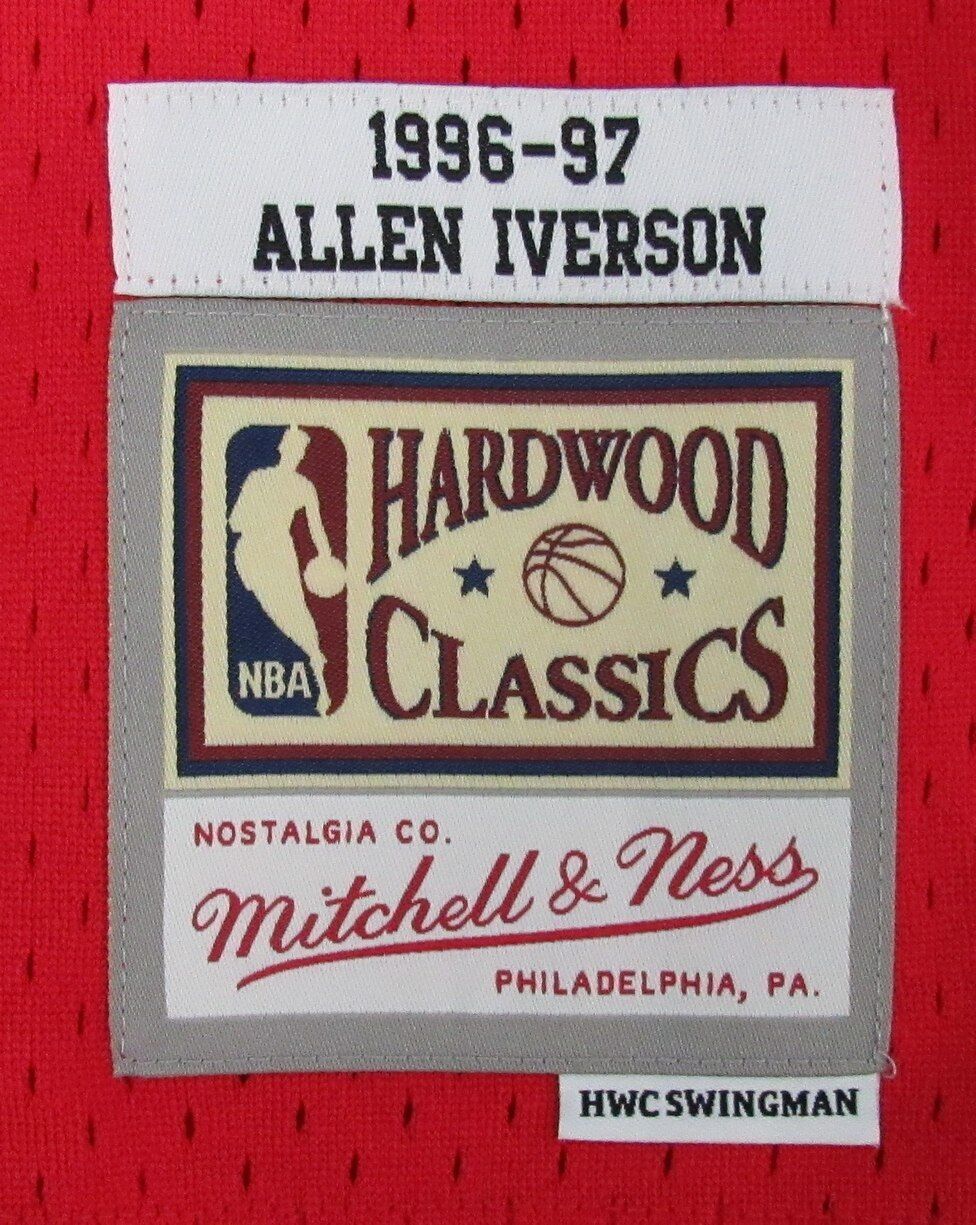 1996-97
ALLEN IVERSON
HARDWOOD
CLASSICS
NBA
NOSTALGIA CO.
Mitchell & Ness
PHILADELPHIA, PA.
HWC SWINGMAN